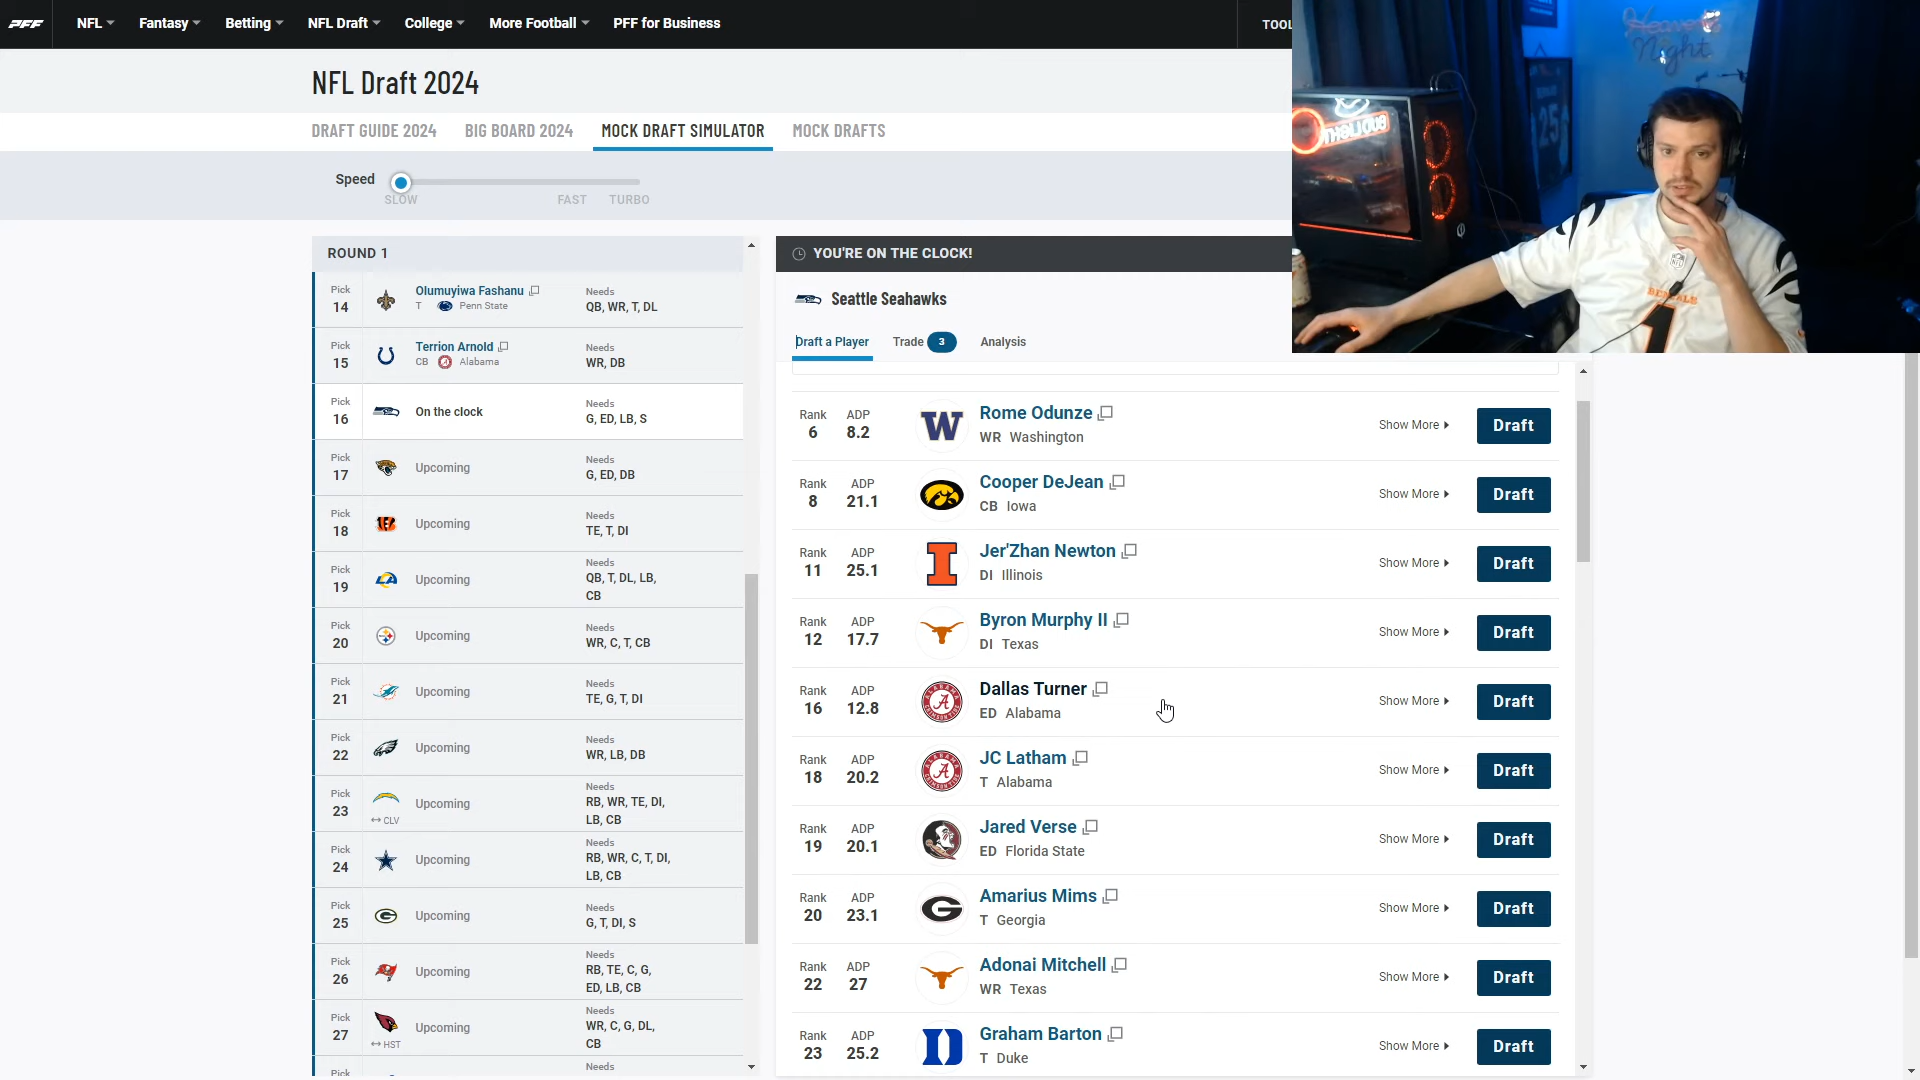 PFF
NFL
Fantasy
Betting
NFL Draft
College
More Football
PFF for Business
TOOL
NFL Draft 2024
DRAFT GUIDE 2024
BIG BOARD 2024
MOCK DRAFT SIMULATOR
MOCK DRAFTS
Speed
SLOW
FAST
TURBO
ROUND 1
Pick
14
Olumuyiwa Fashanu
T Penn State
Needs
QB, WR, T, DL
Pick
15
Terrion Arnold
CB Alabama
Needs
WR, DB
Pick
16
On the clock
Needs
G, ED, LB, S
Pick
17
Upcoming
Needs
G, ED, DB
Pick
18
Upcoming
Needs
TE, T, DI
Pick
19
Upcoming
Needs
QB, T, DL, LB,
CB
Pick
20
Upcoming
Needs
WR, C, T, CB
Pick
21
Upcoming
Needs
TE, G, T, DI
Pick
22
Upcoming
Needs
WR, LB, DB
Pick
23
↔ CLV
Upcoming
Needs
RB, WR, TE, DI,
LB, CB
Pick
24
Upcoming
Needs
RB, WR, C, T, DI,
LB, CB
Pick
25
Upcoming
Needs
G, T, DI, S
Pick
26
Upcoming
Needs
RB, TE, C, G,
ED, LB, CB
Pick
27
↔ HST
Upcoming
Needs
WR, C, G, DL,
CB
Pick
Needs
YOU'RE ON THE CLOCK!
Seattle Seahawks
Draft a Player
Trade 3
Analysis
Rank ADP
6 8.2
Rome Odunze
WR Washington
Show More
Draft
Rank ADP
8 21.1
Cooper DeJean
CB Iowa
Show More
Draft
Rank ADP
11 25.1
Jer'Zhan Newton
DI Illinois
Show More
Draft
Rank ADP
12 17.7
Byron Murphy II
DI Texas
Show More
Draft
Rank ADP
16 12.8
Dallas Turner
ED Alabama
Show More
Draft
Rank ADP
18 20.2
JC Latham
T Alabama
Show More
Draft
Rank ADP
19 20.1
Jared Verse
ED Florida State
Show More
Draft
Rank ADP
20 23.1
Amarius Mims
T Georgia
Show More
Draft
Rank ADP
22 27
Adonai Mitchell
WR Texas
Show More
Draft
Rank ADP
23 25.2
Graham Barton
T Duke
Show More
Draft
Night
BENGALS